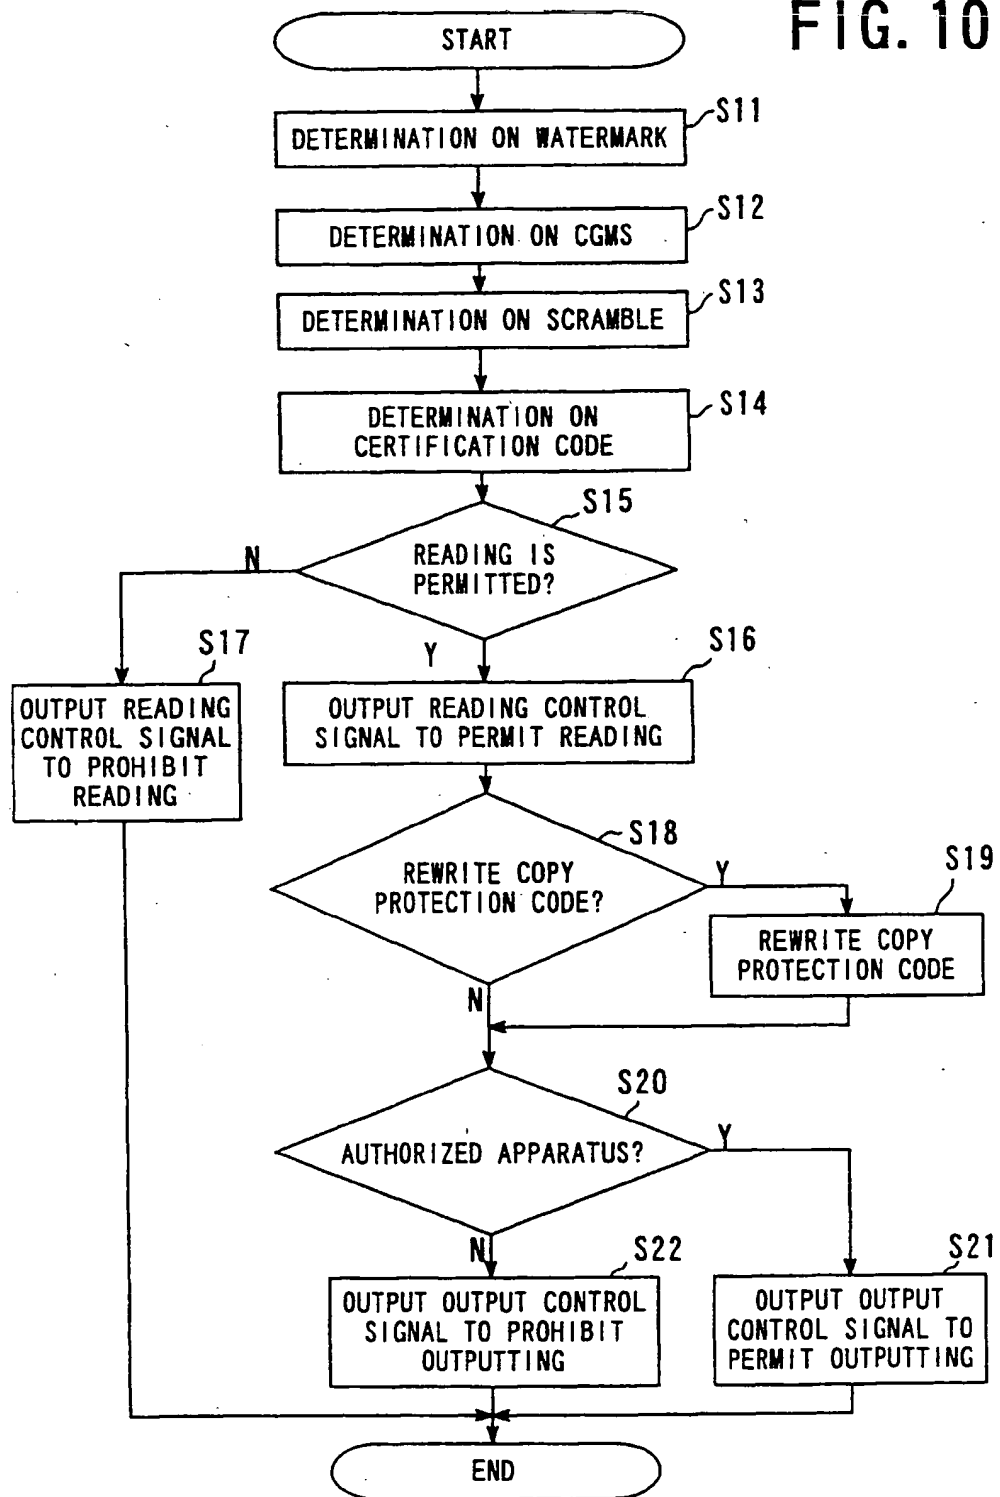 FIG. 10
START
S11
DETERMINATION ON WATERMARK
S12
DETERMINATION ON CGMS
S13
DETERMINATION ON SCRAMBLE
S14
DETERMINATION ON
CERTIFICATION CODE
S15
READING IS
PERMITTED?
N
Y
S17
OUTPUT READING
CONTROL SIGNAL
TO PROHIBIT
READING
S16
OUTPUT READING CONTROL
SIGNAL TO PERMIT READING
S18
REWRITE COPY
PROTECTION CODE?
Y
N
S19
REWRITE COPY
PROTECTION CODE
S20
AUTHORIZED APPARATUS?
Y
N
S22
OUTPUT OUTPUT CONTROL
SIGNAL TO PROHIBIT
OUTPUTTING
S21
OUTPUT OUTPUT
CONTROL SIGNAL TO
PERMIT OUTPUTTING
END